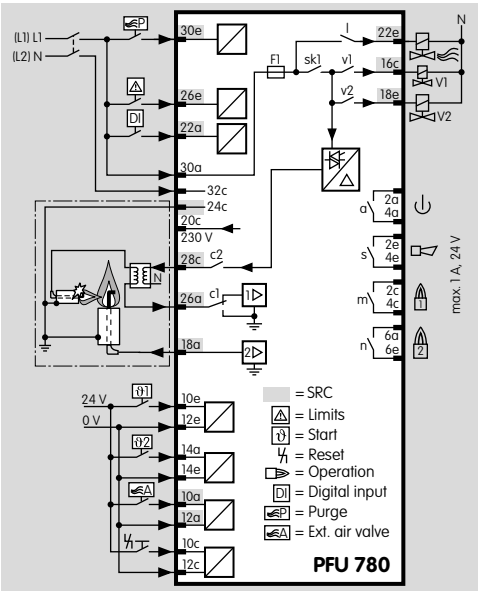 P
30e
22e
N
(L1) L1
(L2) N
F1
sk1
l
v1
16c
V1
26e
v2
18e
V2
DI
22a
30a
32c
24c
20c
230 V
28c
c2
N
26a
c1
1
18a
2
a
2a
4a
s
2e
4e
m
2c
4c
1
n
6a
6e
2
max. 1 A, 24 V
24 V
ϑ1
10e
0 V
12e
ϑ2
14a
14e
A
10a
12a
10c
12c
= SRC
= Limits
ϑ = Start
= Reset
= Operation
DI = Digital input
P = Purge
A = Ext. air valve
PFU 780